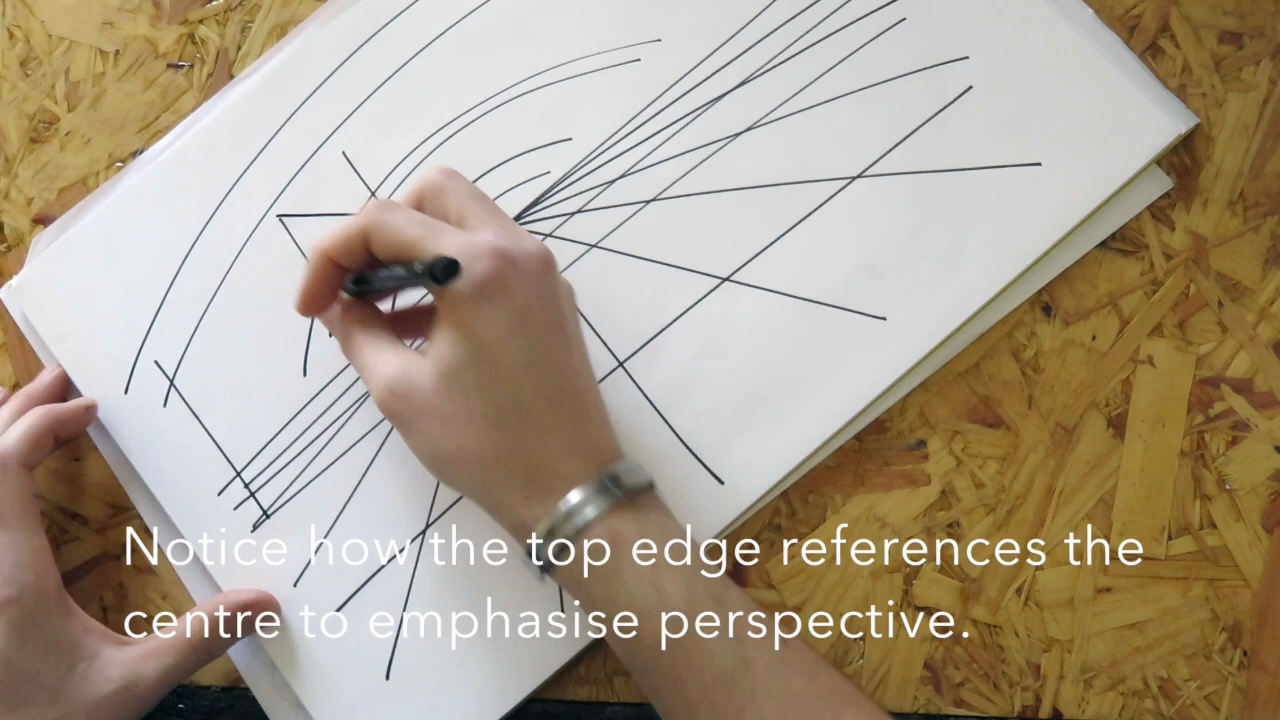 Notice how the top edge references the
centre to emphasise perspective.